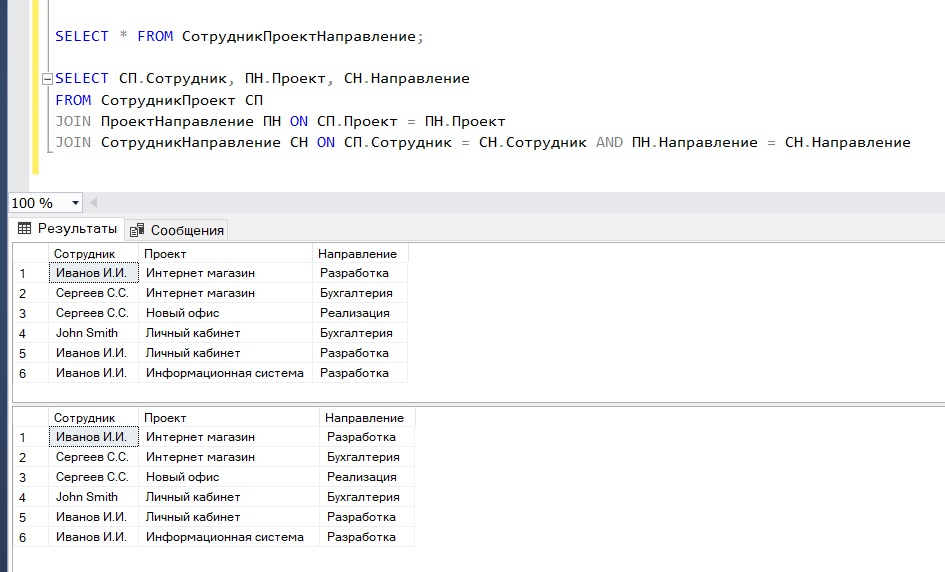 SELECT * FROM СотрудникПроектНаправление;
SELECT СП.Сотрудник, ПН.Проект, СН.Направление
FROM СотрудникПроект СП
JOIN ПроектНаправление ПН ON СП.Проект = ПН.Проект
JOIN СотрудникНаправление СН ON СП.Сотрудник = СН.Сотрудник AND ПН.Направление = СН.Направление
100 %
Результаты Сообщения
Сотрудник Проект Направление
1 Иванов И.И. Интернет магазин Разработка
2 Сергеев С.С. Интернет магазин Бухгалтерия
3 Сергеев С.С. Новый офис Реализация
4 John Smith Личный кабинет Бухгалтерия
5 Иванов И.И. Личный кабинет Разработка
6 Иванов И.И. Информационная система Разработка
Сотрудник Проект Направление
1 Иванов И.И. Интернет магазин Разработка
2 Сергеев С.С. Интернет магазин Бухгалтерия
3 Сергеев С.С. Новый офис Реализация
4 John Smith Личный кабинет Бухгалтерия
5 Иванов И.И. Личный кабинет Разработка
6 Иванов И.И. Информационная система Разработка